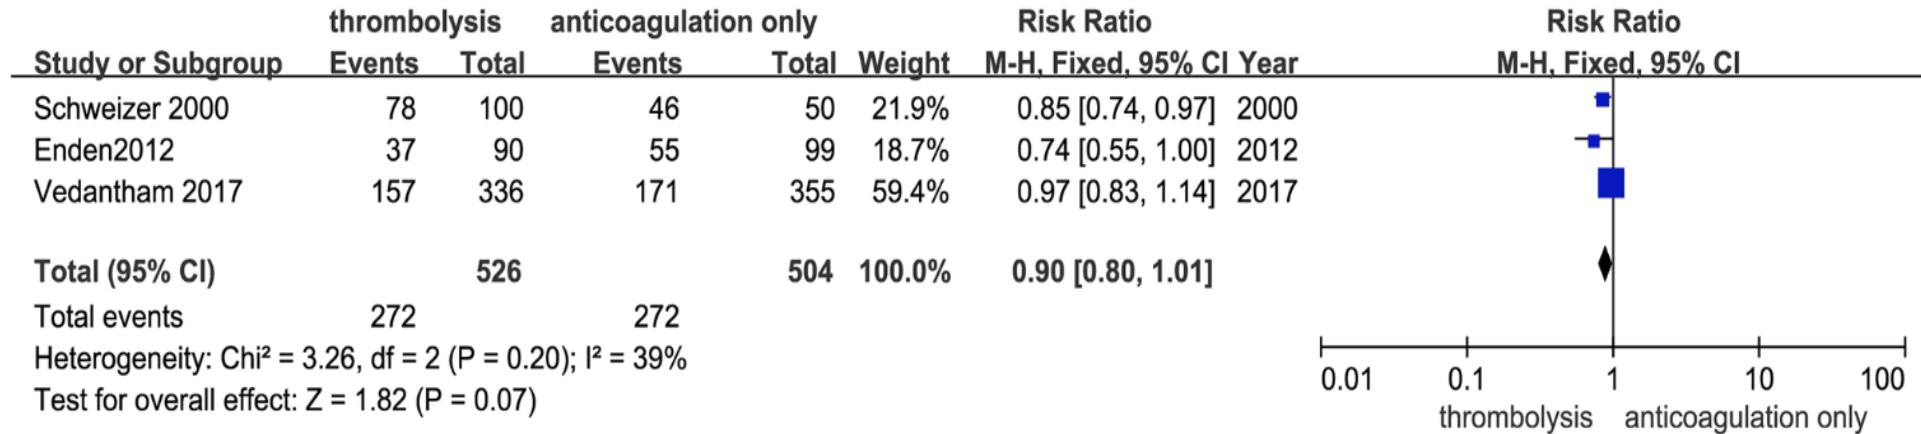 thrombolysis anticoagulation only Risk Ratio Risk Ratio
Study or Subgroup Events Total Events Total Weight M-H, Fixed, 95% CI Year M-H, Fixed, 95% CI
Schweizer 2000 78 100 46 50 21.9% 0.85 [0.74, 0.97] 2000
Enden2012 37 90 55 99 18.7% 0.74 [0.55, 1.00] 2012
Vedantham 2017 157 336 171 355 59.4% 0.97 [0.83, 1.14] 2017
Total (95% CI) 526 504 100.0% 0.90 [0.80, 1.01]
Total events 272 272
Heterogeneity: Chi² = 3.26, df = 2 (P = 0.20); I² = 39%
Test for overall effect: Z = 1.82 (P = 0.07)
0.01 0.1 1 10 100
thrombolysis anticoagulation only